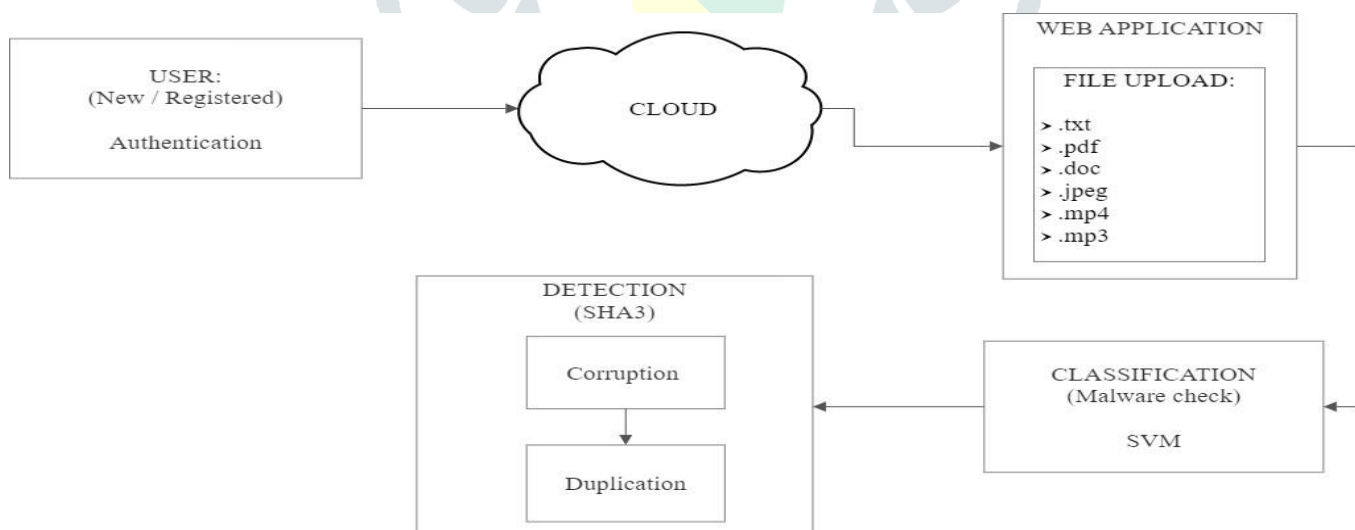 USER:
(New / Registered)
Authentication
CLOUD
WEB APPLICATION
FILE UPLOAD:
➢ .txt
➢ .pdf
➢ .doc
➢ .jpeg
➢ .mp4
➢ .mp3
DETECTION
(SHA3)
Corruption
Duplication
CLASSIFICATION
(Malware check)
SVM